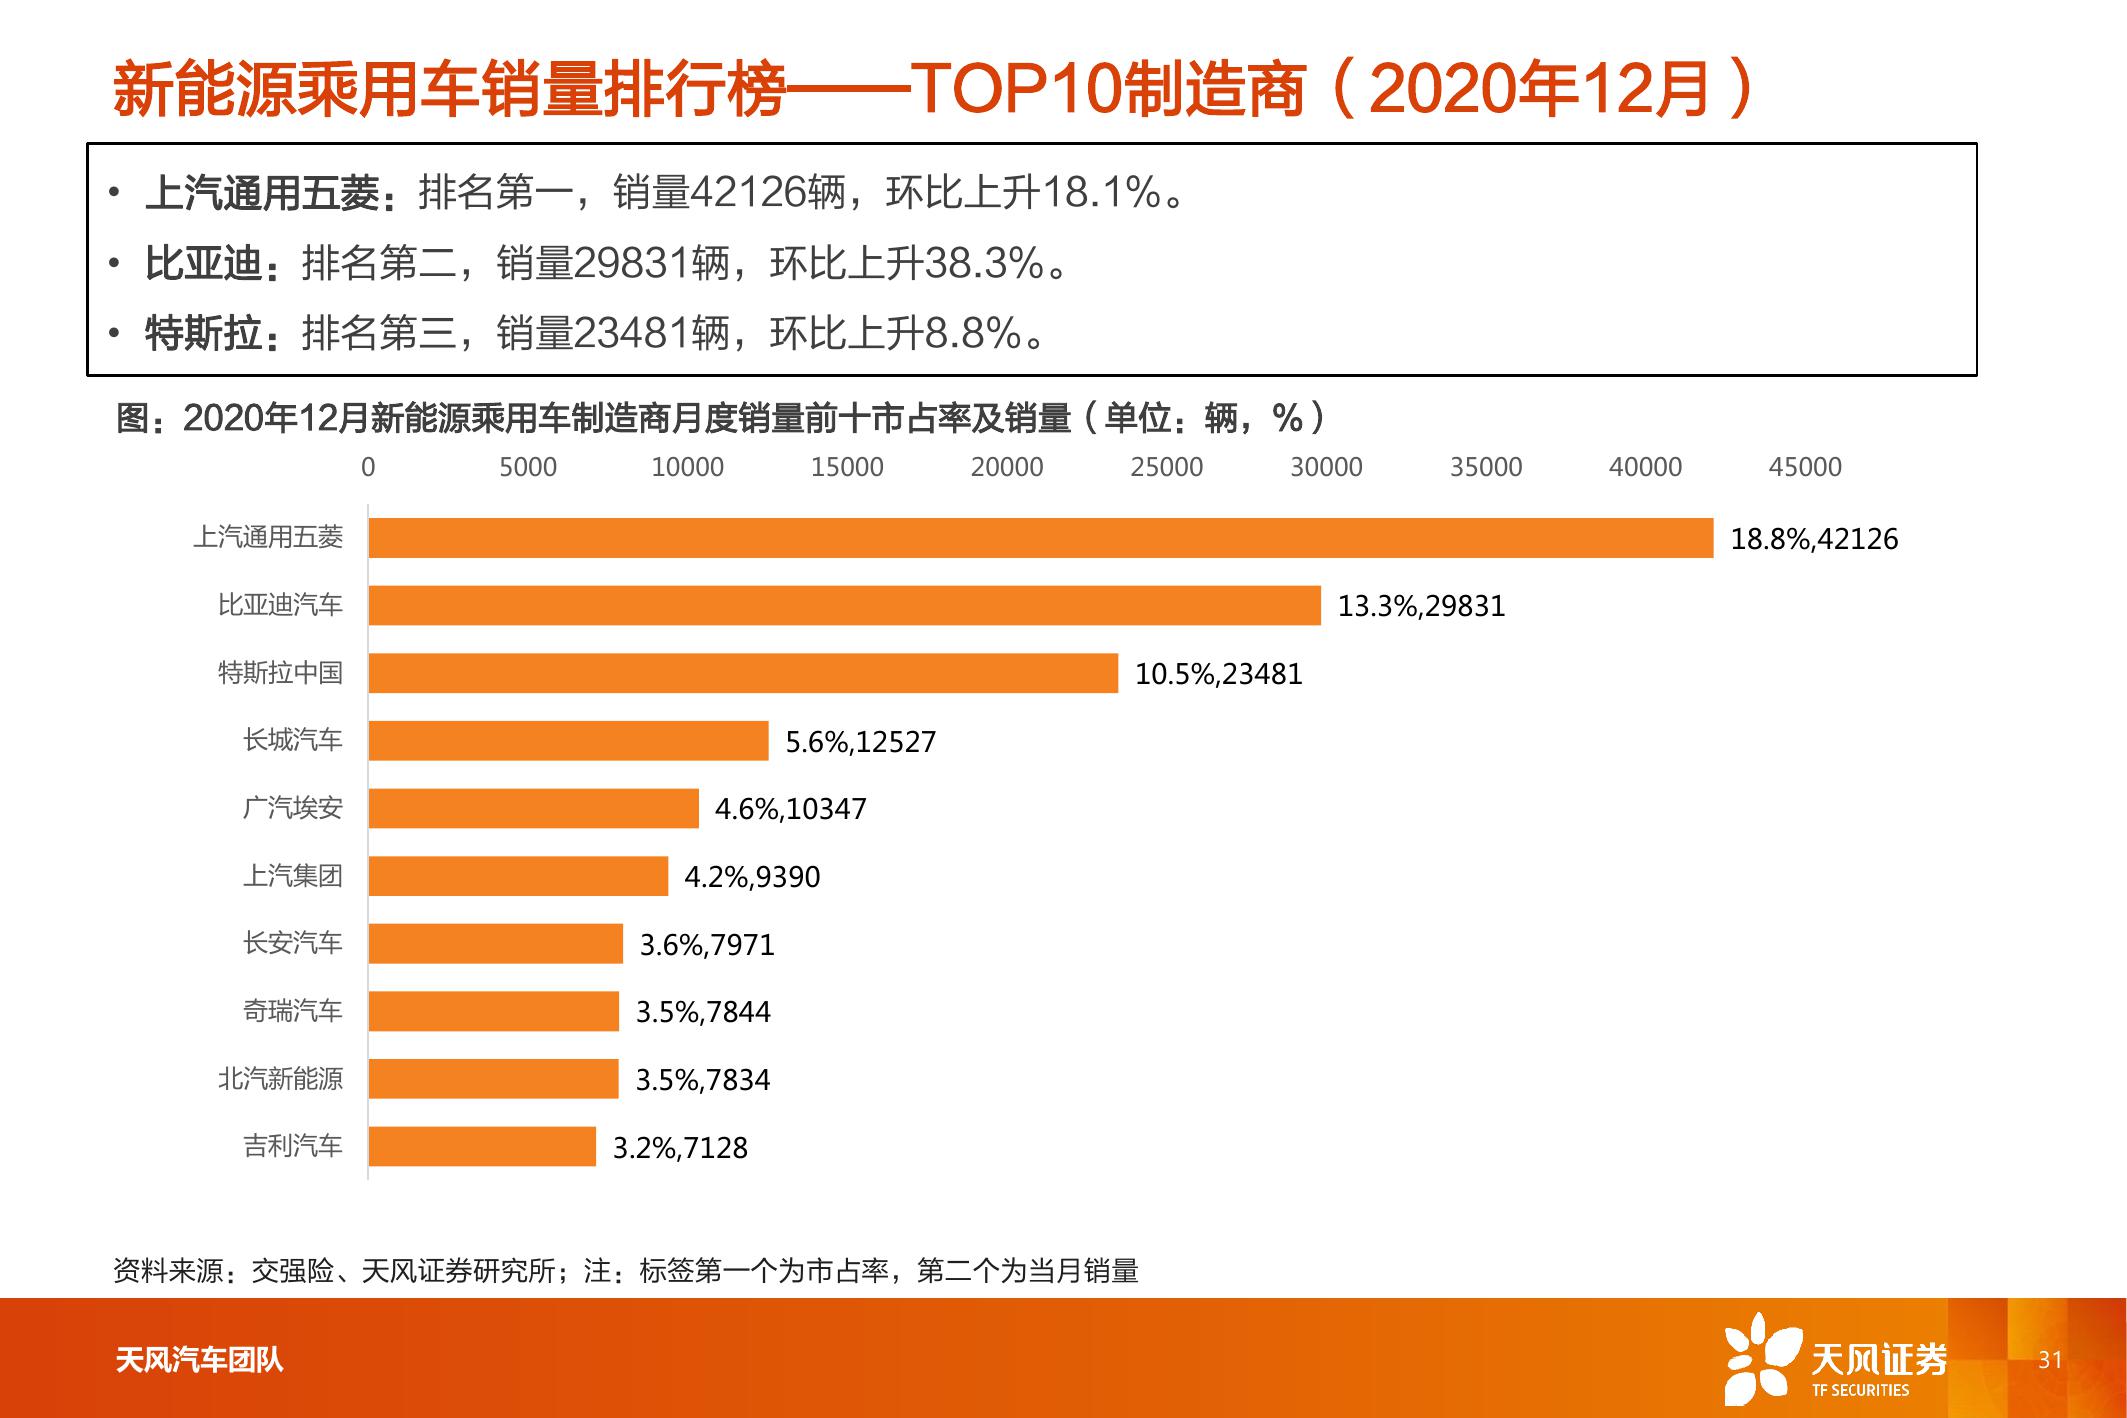 新能源乘用车销量排行榜——TOP10制造商（2020年12月）
• 上汽通用五菱：排名第一，销量42126辆，环比上升18.1%。
• 比亚迪：排名第二，销量29831辆，环比上升38.3%。
• 特斯拉：排名第三，销量23481辆，环比上升8.8%。
图：2020年12月新能源乘用车制造商月度销量前十市占率及销量（单位：辆，%）
0 5000 10000 15000 20000 25000 30000 35000 40000 45000
上汽通用五菱 18.8%,42126
比亚迪汽车 13.3%,29831
特斯拉中国 10.5%,23481
长城汽车 5.6%,12527
广汽埃安 4.6%,10347
上汽集团 4.2%,9390
长安汽车 3.6%,7971
奇瑞汽车 3.5%,7844
北汽新能源 3.5%,7834
吉利汽车 3.2%,7128
资料来源：交强险、天风证券研究所；注：标签第一个为市占率，第二个为当月销量
天风汽车团队
天风证券
TF SECURITIES
31